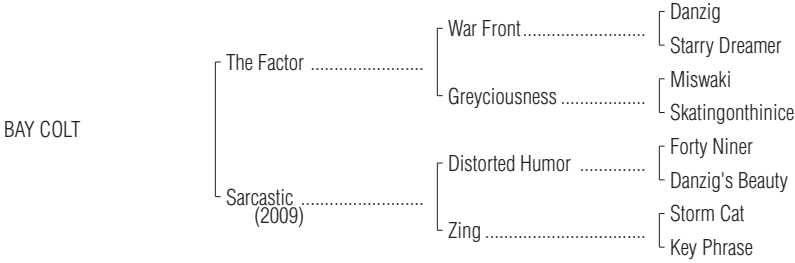 Danzig
War Front..........................
Starry Dreamer
The Factor ........................
Miswaki
Greyciousness ..................
Skatingonthinice
BAY COLT
Forty Niner
Distorted Humor ..............
Danzig's Beauty
Sarcastic ..........................
(2009)
Storm Cat
Zing..................................
Key Phrase